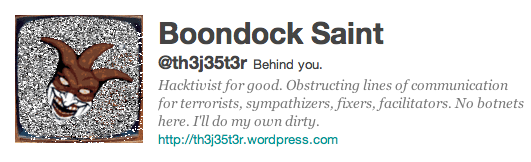 Boondock Saint
@th3j35t3r Behind you.
Hacktivist for good. Obstructing lines of communication
for terrorists, sympathizers, fixers, facilitators. No botnets
here. I'll do my own dirty.
http://th3j35t3r.wordpress.com